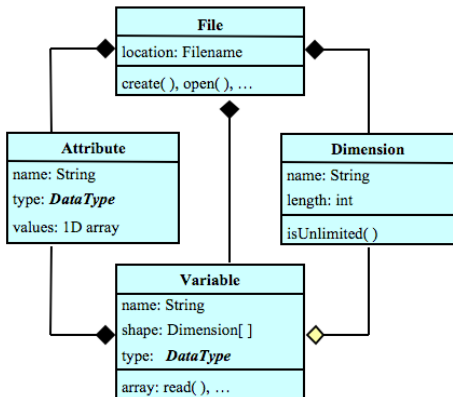 File
location: Filename
create( ), open( ), ...
Attribute
name: String
type: DataType
values: 1D array
Dimension
name: String
length: int
isUnlimited( )
Variable
name: String
shape: Dimension[ ]
type: DataType
array: read( ), ...